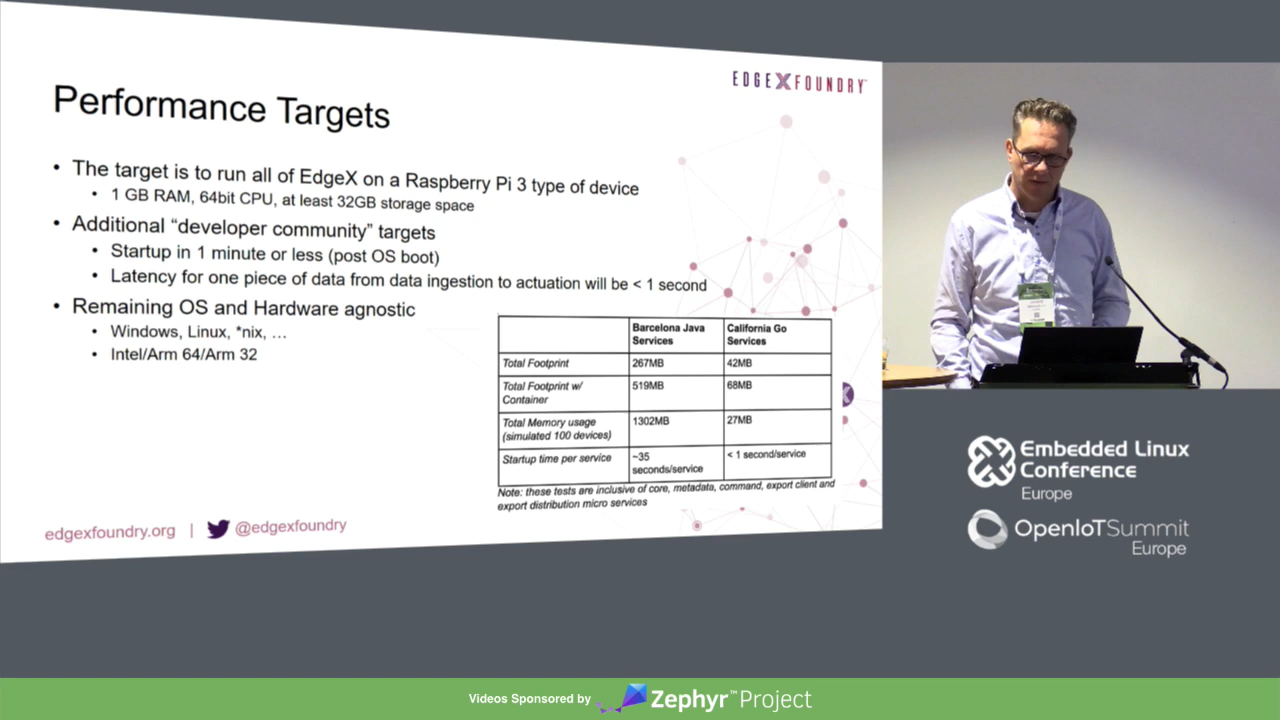 EDGE X FOUNDRY
Performance Targets
• The target is to run all of EdgeX on a Raspberry Pi 3 type of device
• 1 GB RAM, 64bit CPU, at least 32GB storage space
• Additional “developer community” targets
• Startup in 1 minute or less (post OS boot)
• Latency for one piece of data from data ingestion to actuation will be < 1 second
• Remaining OS and Hardware agnostic
• Windows, Linux, *nix, …
• Intel/Arm 64/Arm 32
Barcelona Java California Go
Services Services
Total Footprint 267MB 42MB
Total Footprint w/ 519MB 68MB
Container
Total Memory usage 1302MB 27MB
(simulated 100 devices)
Startup time per service ~35 < 1 second/service
seconds/service
Note: these tests are inclusive of core, metadata, command, export client and
export distribution micro services
edgexfoundry.org | @edgexfoundry
Embedded Linux
Conference
Europe
OpenIoTSummit
Europe
Videos Sponsored by Zephyr™ Project